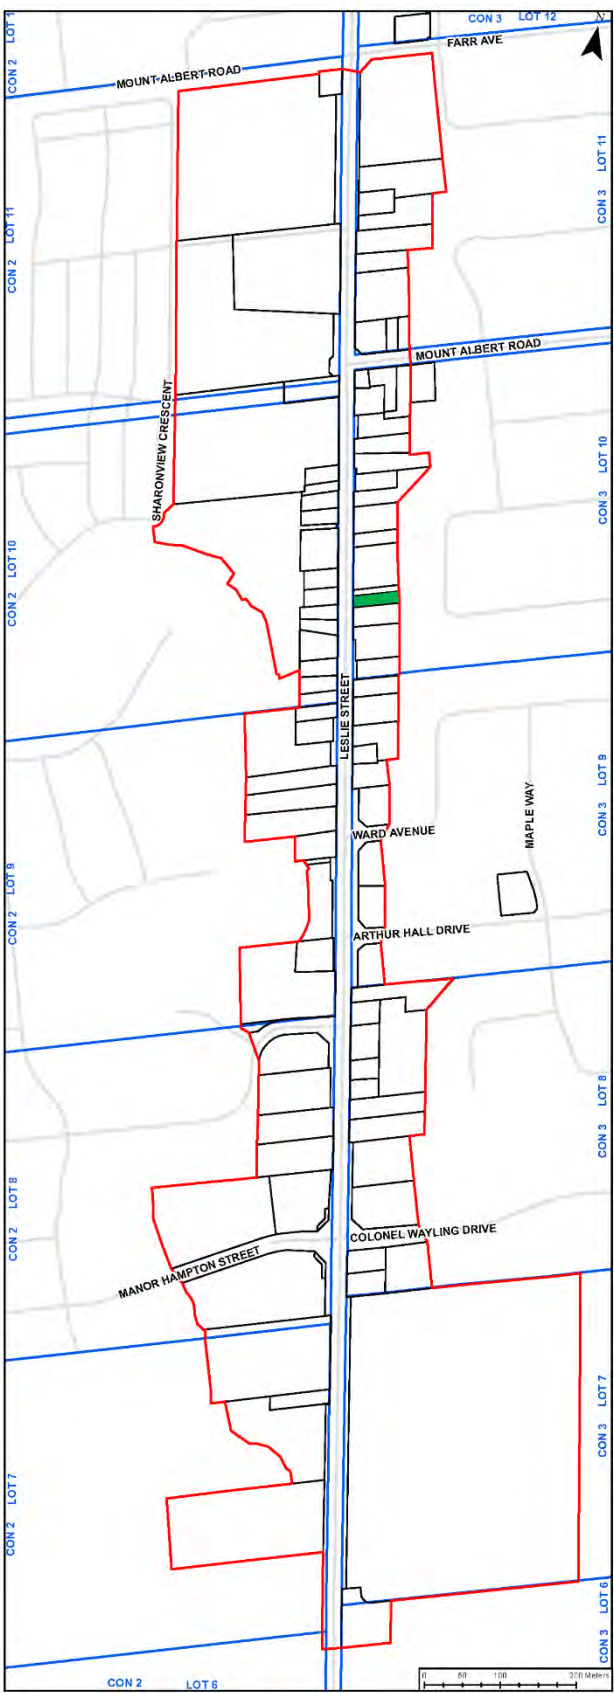 CON 3 LOT 12
N
FARR AVE
CON 2 LOT 1
MOUNT ALBERT ROAD
CON 3 LOT 11
CON 2 LOT 11
MOUNT ALBERT ROAD
SHARONVIEW CRESCENT
CON 3 LOT 10
CON 2 LOT 10
LESLIE STREET
CON 3 LOT 9
MAPLE WAY
WARD AVENUE
CON 2 LOT 9
ARTHUR HALL DRIVE
CON 3 LOT 8
CON 2 LOT 8
COLONEL WAYLING DRIVE
MANOR HAMPTON STREET
CON 3 LOT 7
CON 2 LOT 7
CON 3 LOT 6
CON 2 LOT 6
0 50 100 200 Meters